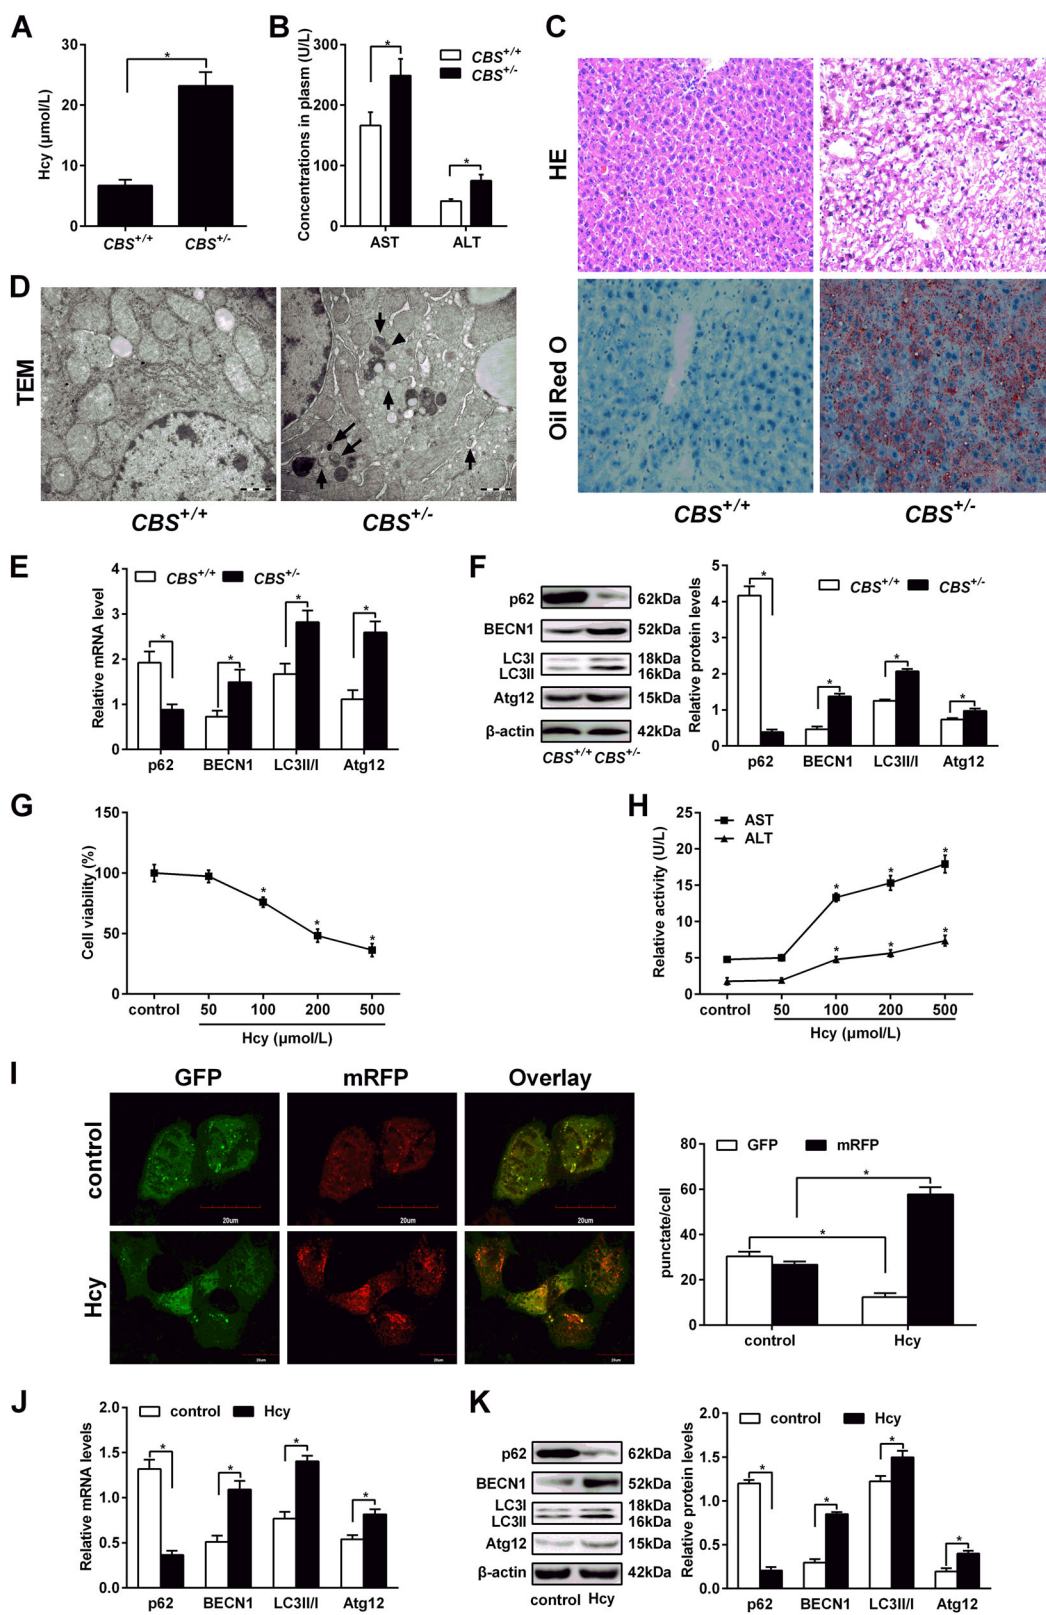 A
Hcy (μmol/L)
30
20
10
0
*
CBS+/+
CBS+/-
B
Concentrations in plasm (U/L)
300
200
100
0
*
*
CBS+/+
CBS+/-
AST
ALT
C
HE
Oil Red O
CBS+/+
CBS+/-
D
TEM
CBS+/+
CBS+/-
E
Relative mRNA level
4
3
2
1
0
CBS+/+
CBS+/-
*
*
*
*
p62
BECN1
LC3II/I
Atg12
F
p62 62kDa
BECN1 52kDa
LC3I 18kDa
LC3II 16kDa
Atg12 15kDa
β-actin 42kDa
CBS+/+ CBS+/-
Relative protein levels
5
4
3
2
1
0
CBS+/+
CBS+/-
*
*
*
*
p62
BECN1
LC3II/I
Atg12
G
Cell viability (%)
150
100
50
0
*
*
*
control
50
100
200
500
Hcy (μmol/L)
H
Relative activity (U/L)
25
20
15
10
5
0
AST
ALT
*
*
*
*
*
*
control
50
100
200
500
Hcy (μmol/L)
I
GFP
mRFP
Overlay
control
Hcy
20um
20um
20um
20um
20um
20um
punctate/cell
80
60
40
20
0
GFP
mRFP
*
*
control
Hcy
J
Relative mRNA levels
2.0
1.5
1.0
0.5
0.0
control
Hcy
*
*
*
*
p62
BECN1
LC3II/I
Atg12
K
p62 62kDa
BECN1 52kDa
LC3I 18kDa
LC3II 16kDa
Atg12 15kDa
β-actin 42kDa
control Hcy
Relative protein levels
2.0
1.5
1.0
0.5
0.0
control
Hcy
*
*
*
*
p62
BECN1
LC3II/I
Atg12